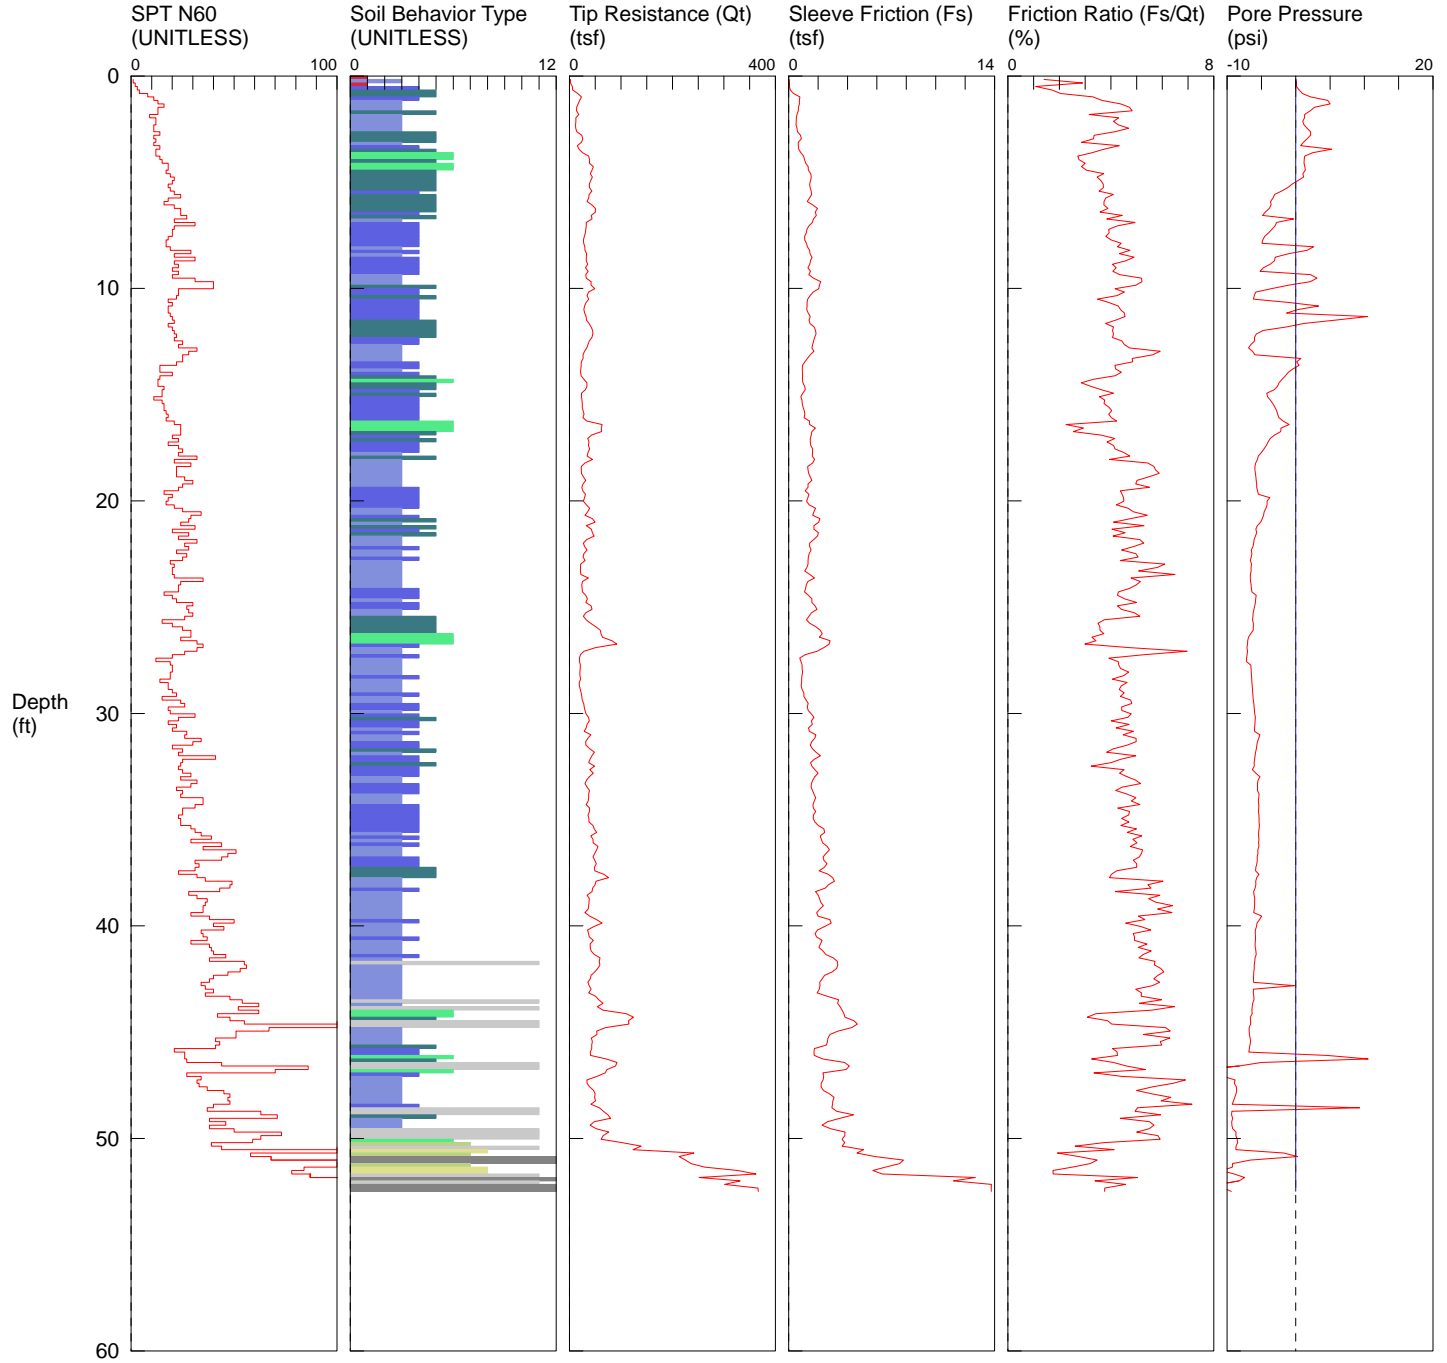 SPT N60
(UNITLESS)
Soil Behavior Type
(UNITLESS)
Tip Resistance (Qt)
(tsf)
Sleeve Friction (Fs)
(tsf)
Friction Ratio (Fs/Qt)
(%)
Pore Pressure
(psi)
0 100
0 12
0 400
0 14
0 8
-10 20
0
10
20
Depth
(ft)
30
40
50
60